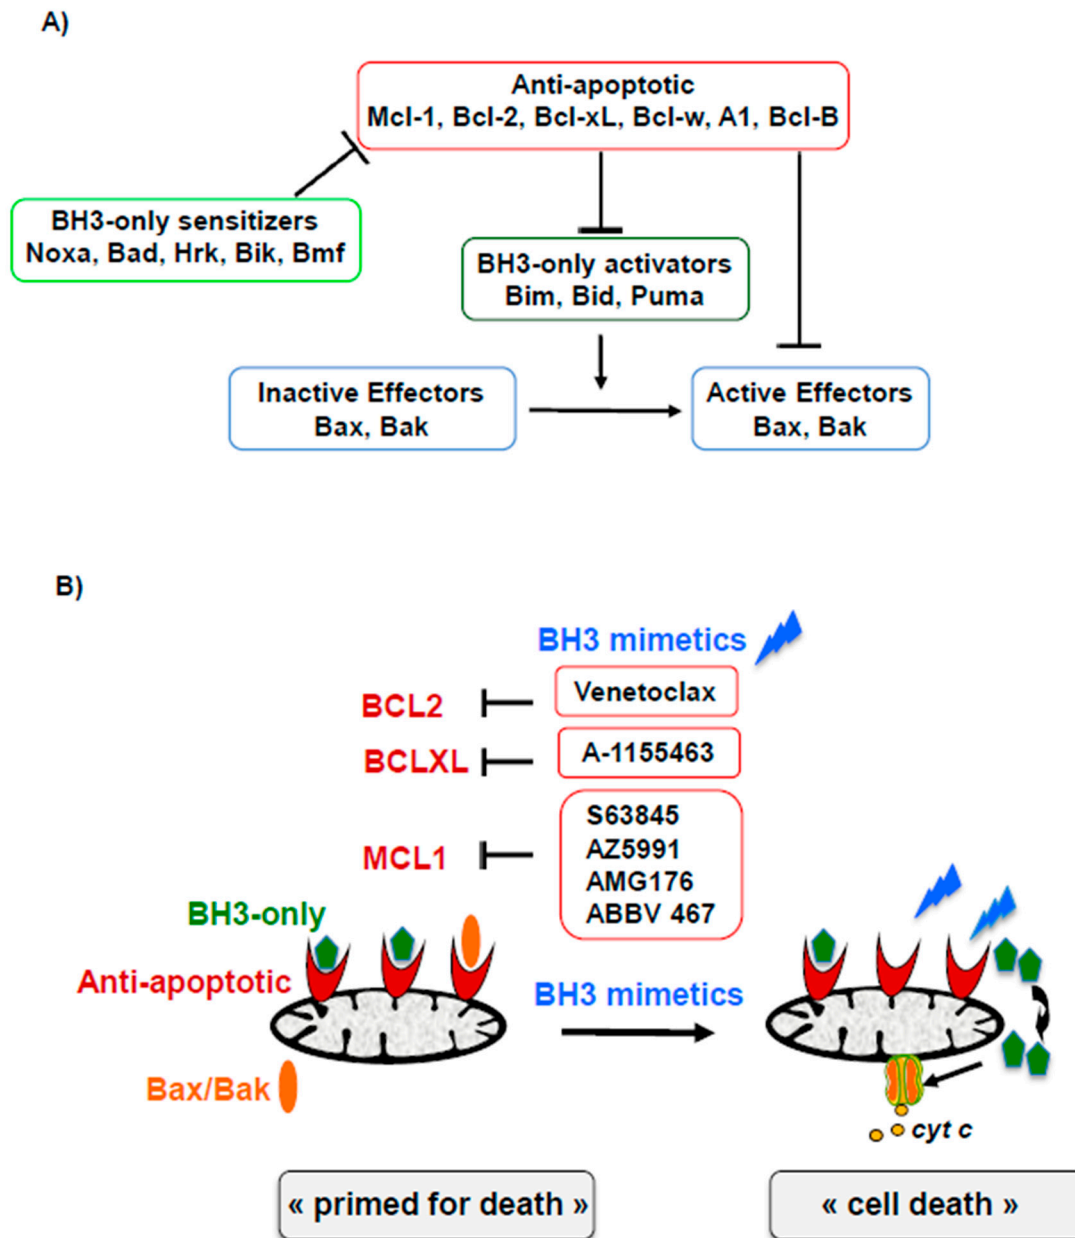 A)
Anti-apoptotic
Mcl-1, Bcl-2, Bcl-xL, Bcl-w, A1, Bcl-B
BH3-only sensitizers
Noxa, Bad, Hrk, Bik, Bmf
BH3-only activators
Bim, Bid, Puma
Inactive Effectors
Bax, Bak
Active Effectors
Bax, Bak
B)
BH3 mimetics
BCL2
Venetoclax
BCLXL
A-1155463
MCL1
S63845
AZ5991
AMG176
ABBV 467
BH3-only
Anti-apoptotic
BH3 mimetics
Bax/Bak
cyt c
« primed for death »
« cell death »